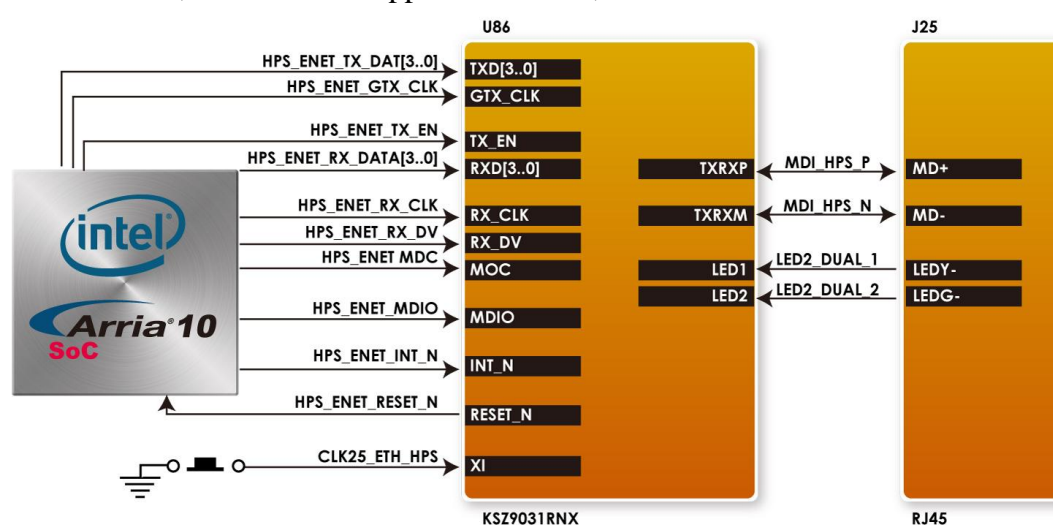 U86
J25
HPS_ENET_TX_DAT[3..0]
TXD[3..0]
HPS_ENET_GTX_CLK
GTX_CLK
HPS_ENET_TX_EN
TX_EN
HPS_ENET_RX_DATA[3..0]
RXD[3..0]
TXRXP
MDI_HPS_P
MD+
HPS_ENET_RX_CLK
RX_CLK
TXRXM
MDI_HPS_N
MD-
HPS_ENET_RX_DV
RX_DV
HPS_ENET MDC
MOC
LED1
LED2_DUAL_1
LEDY-
LED2
LED2_DUAL_2
LEDG-
intel
Arria 10
SoC
HPS_ENET_MDIO
MDIO
HPS_ENET_INT_N
INT_N
HPS_ENET_RESET_N
RESET_N
CLK25_ETH_HPS
XI
KSZ9031RNX
RJ45